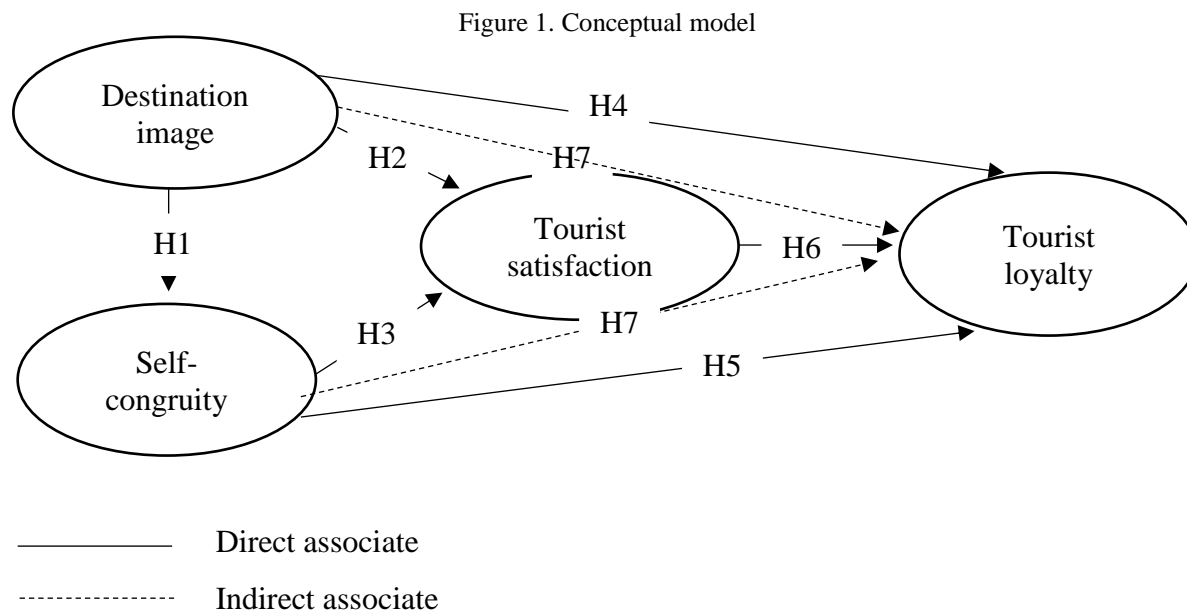 Figure 1. Conceptual model
Destination
image
H4
H2
H7
H1
Tourist
satisfaction
H6
Tourist
loyalty
H3
H7
Self-
congruity
H5
Direct associate
Indirect associate